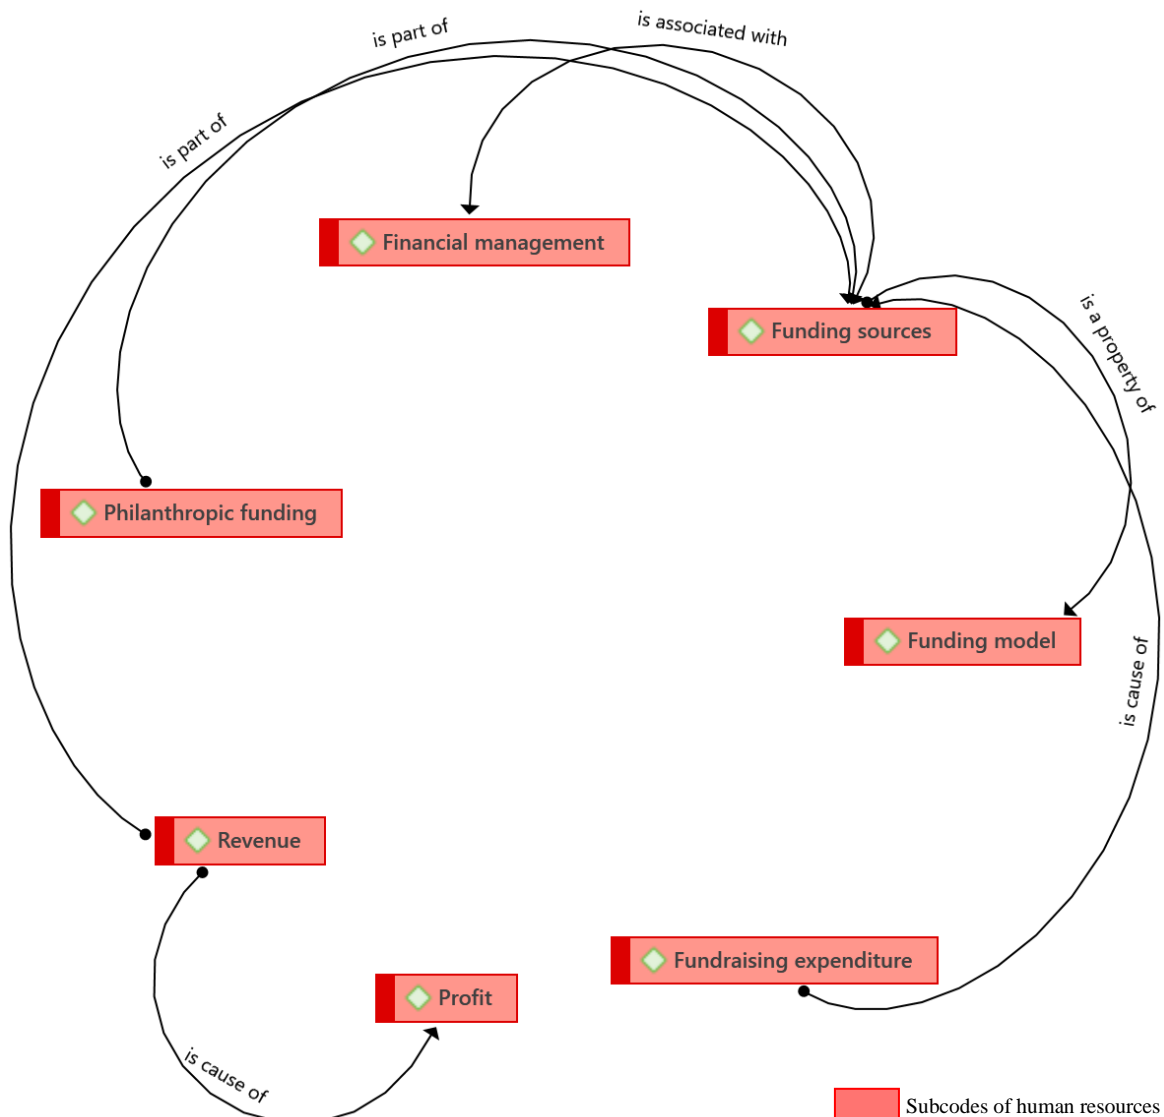 is part of
is associated with
is part of
Financial management
Funding sources
is a property of
Philanthropic funding
Funding model
is cause of
Revenue
Fundraising expenditure
Profit
is cause of
Subcodes of human resources